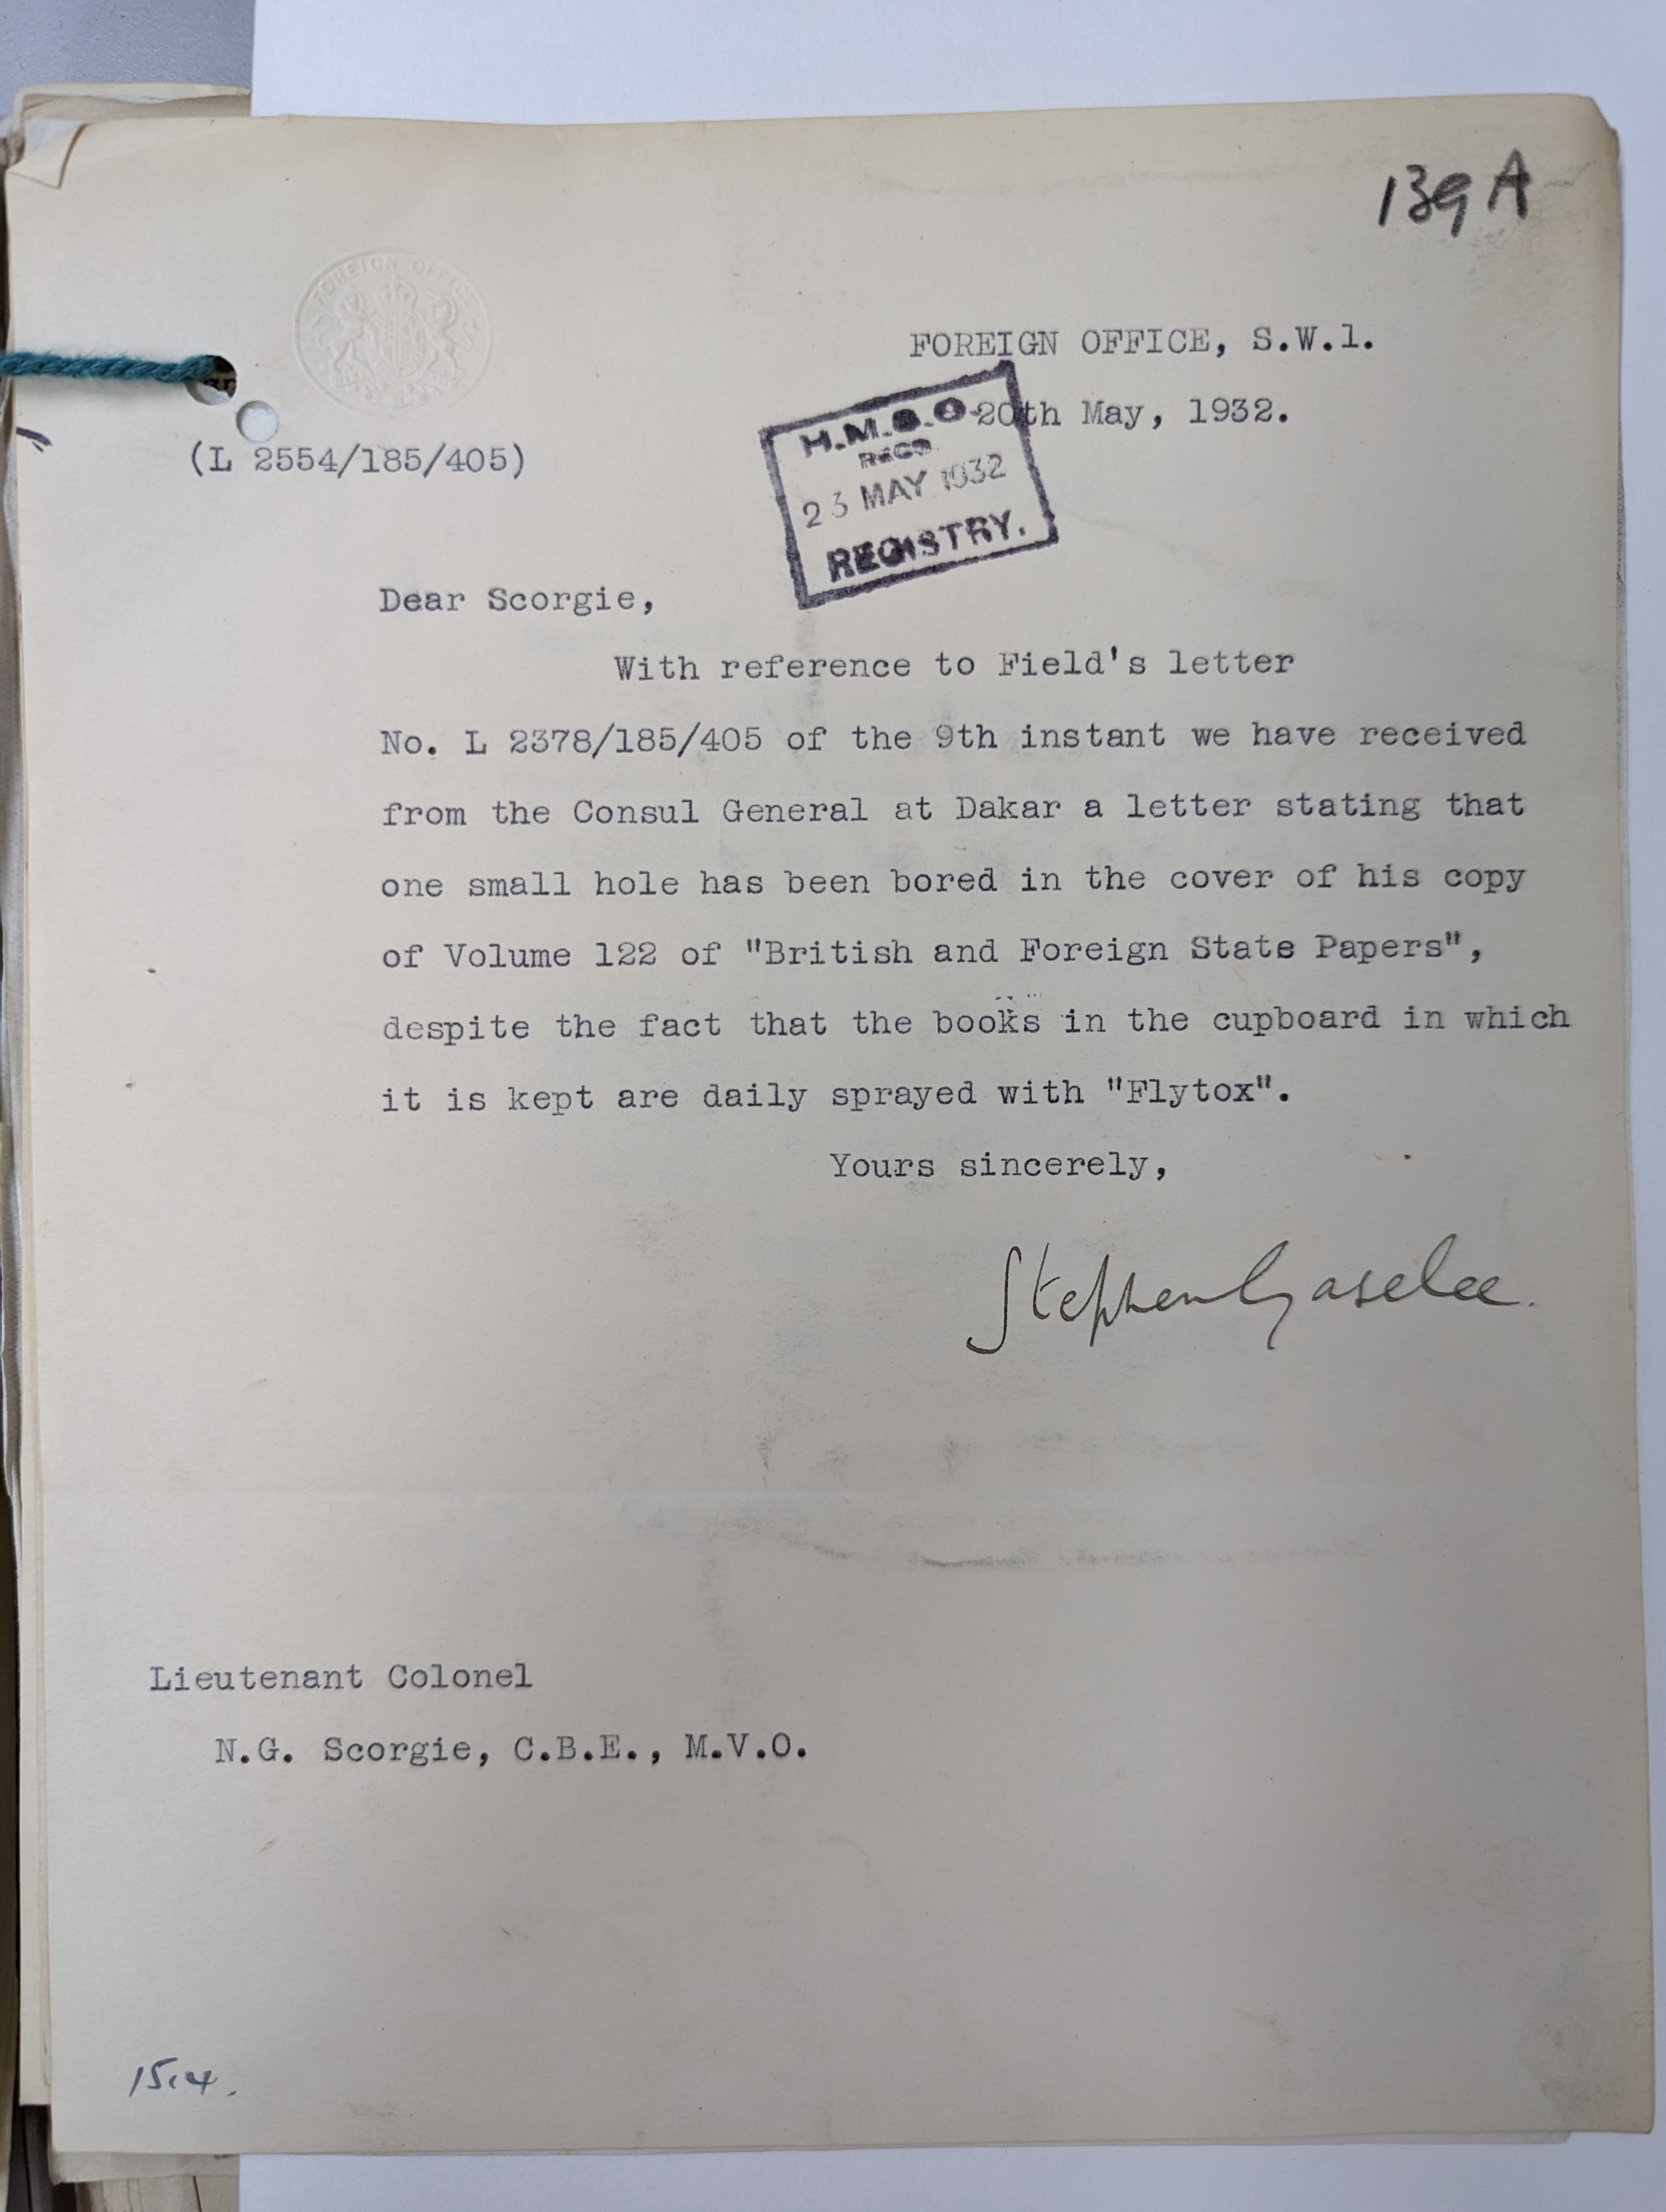 139 A
FOREIGN OFFICE
FOREIGN OFFICE, S.W.1.
20th May, 1932.
H.M.S.O.
RECD.
23 MAY 1932
REGISTRY.
(L 2554/185/405)
Dear Scorgie,
With reference to Field's letter
No. L 2378/185/405 of the 9th instant we have received
from the Consul General at Dakar a letter stating that
one small hole has been bored in the cover of his copy
of Volume 122 of "British and Foreign State Papers",
despite the fact that the books in the cupboard in which
it is kept are daily sprayed with "Flytox".
Yours sincerely,
Stephen Gaselee.
Lieutenant Colonel
N.G. Scorgie, C.B.E., M.V.O.